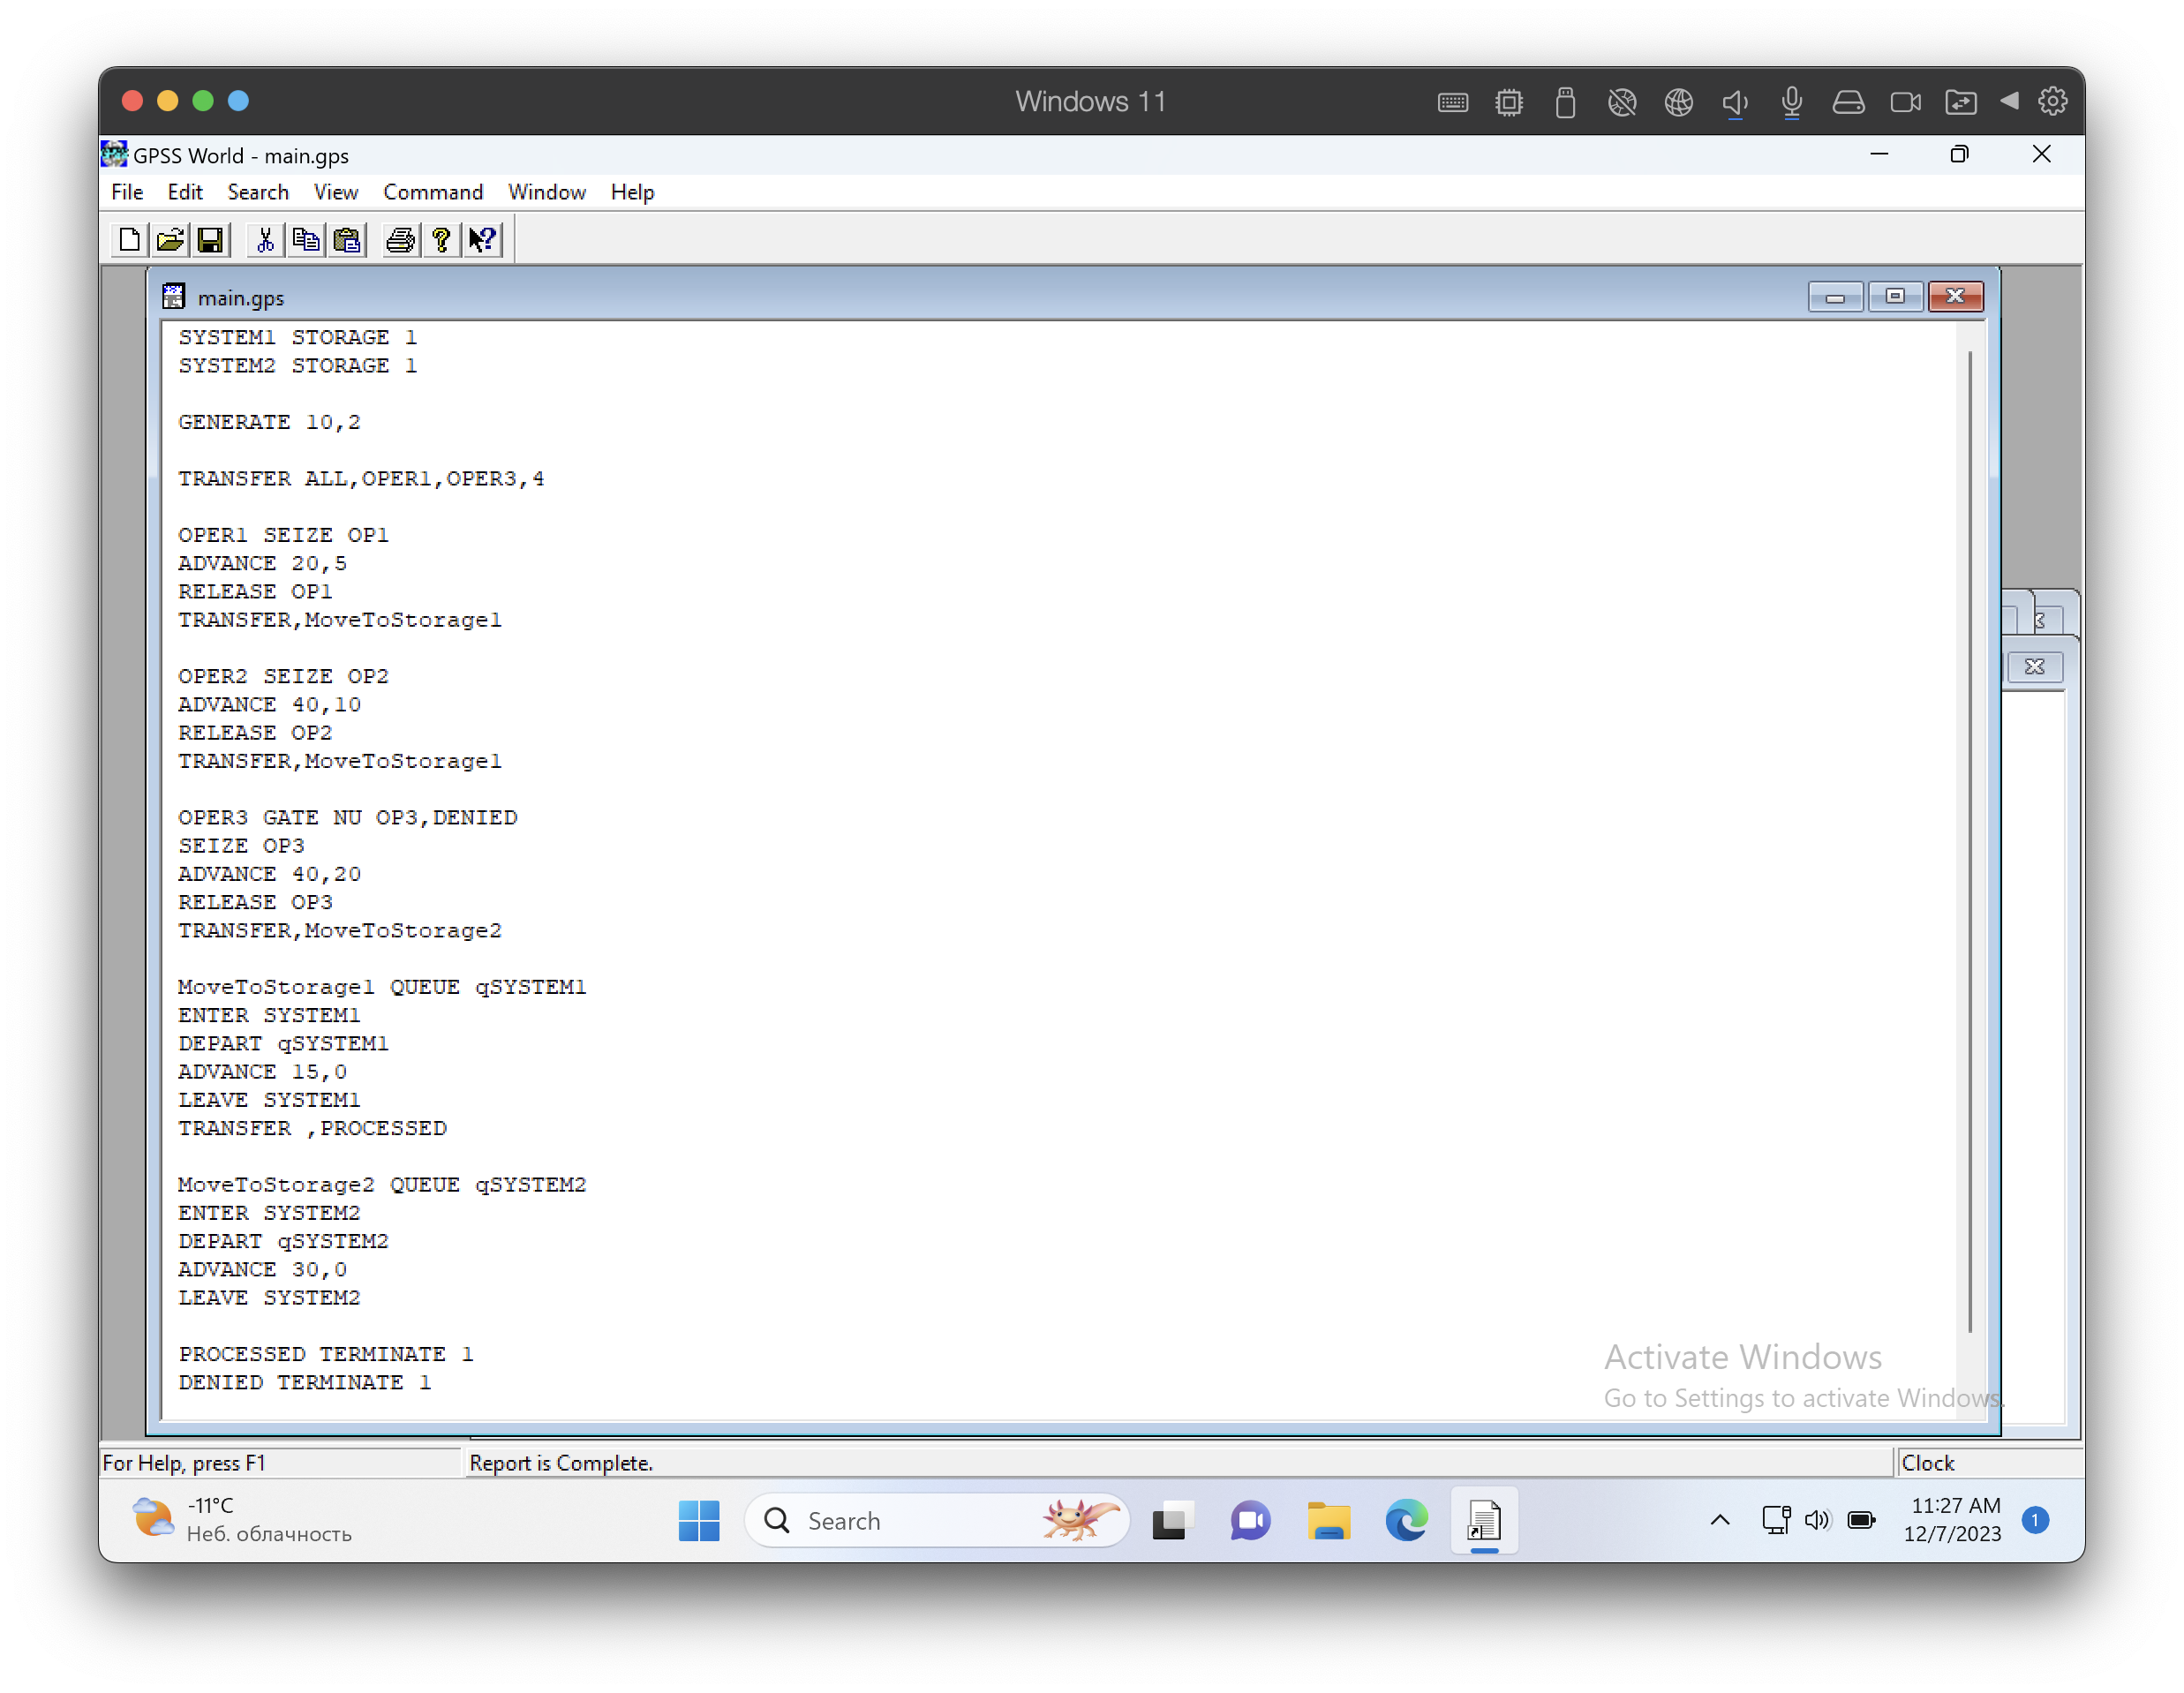 Windows 11
GPSS World - main.gps
File Edit Search View Command Window Help
main.gps
SYSTEM1 STORAGE 1
SYSTEM2 STORAGE 1
GENERATE 10,2
TRANSFER ALL,OPER1,OPER3,4
OPER1 SEIZE OP1
ADVANCE 20,5
RELEASE OP1
TRANSFER,MoveToStorage1
OPER2 SEIZE OP2
ADVANCE 40,10
RELEASE OP2
TRANSFER,MoveToStorage1
OPER3 GATE NU OP3,DENIED
SEIZE OP3
ADVANCE 40,20
RELEASE OP3
TRANSFER,MoveToStorage2
MoveToStorage1 QUEUE qSYSTEM1
ENTER SYSTEM1
DEPART qSYSTEM1
ADVANCE 15,0
LEAVE SYSTEM1
TRANSFER ,PROCESSED
MoveToStorage2 QUEUE qSYSTEM2
ENTER SYSTEM2
DEPART qSYSTEM2
ADVANCE 30,0
LEAVE SYSTEM2
PROCESSED TERMINATE 1
DENIED TERMINATE 1
Activate Windows
Go to Settings to activate Windows.
For Help, press F1 Report is Complete. Clock
-11°C
Неб. облачность
Search
11:27 AM
12/7/2023
1